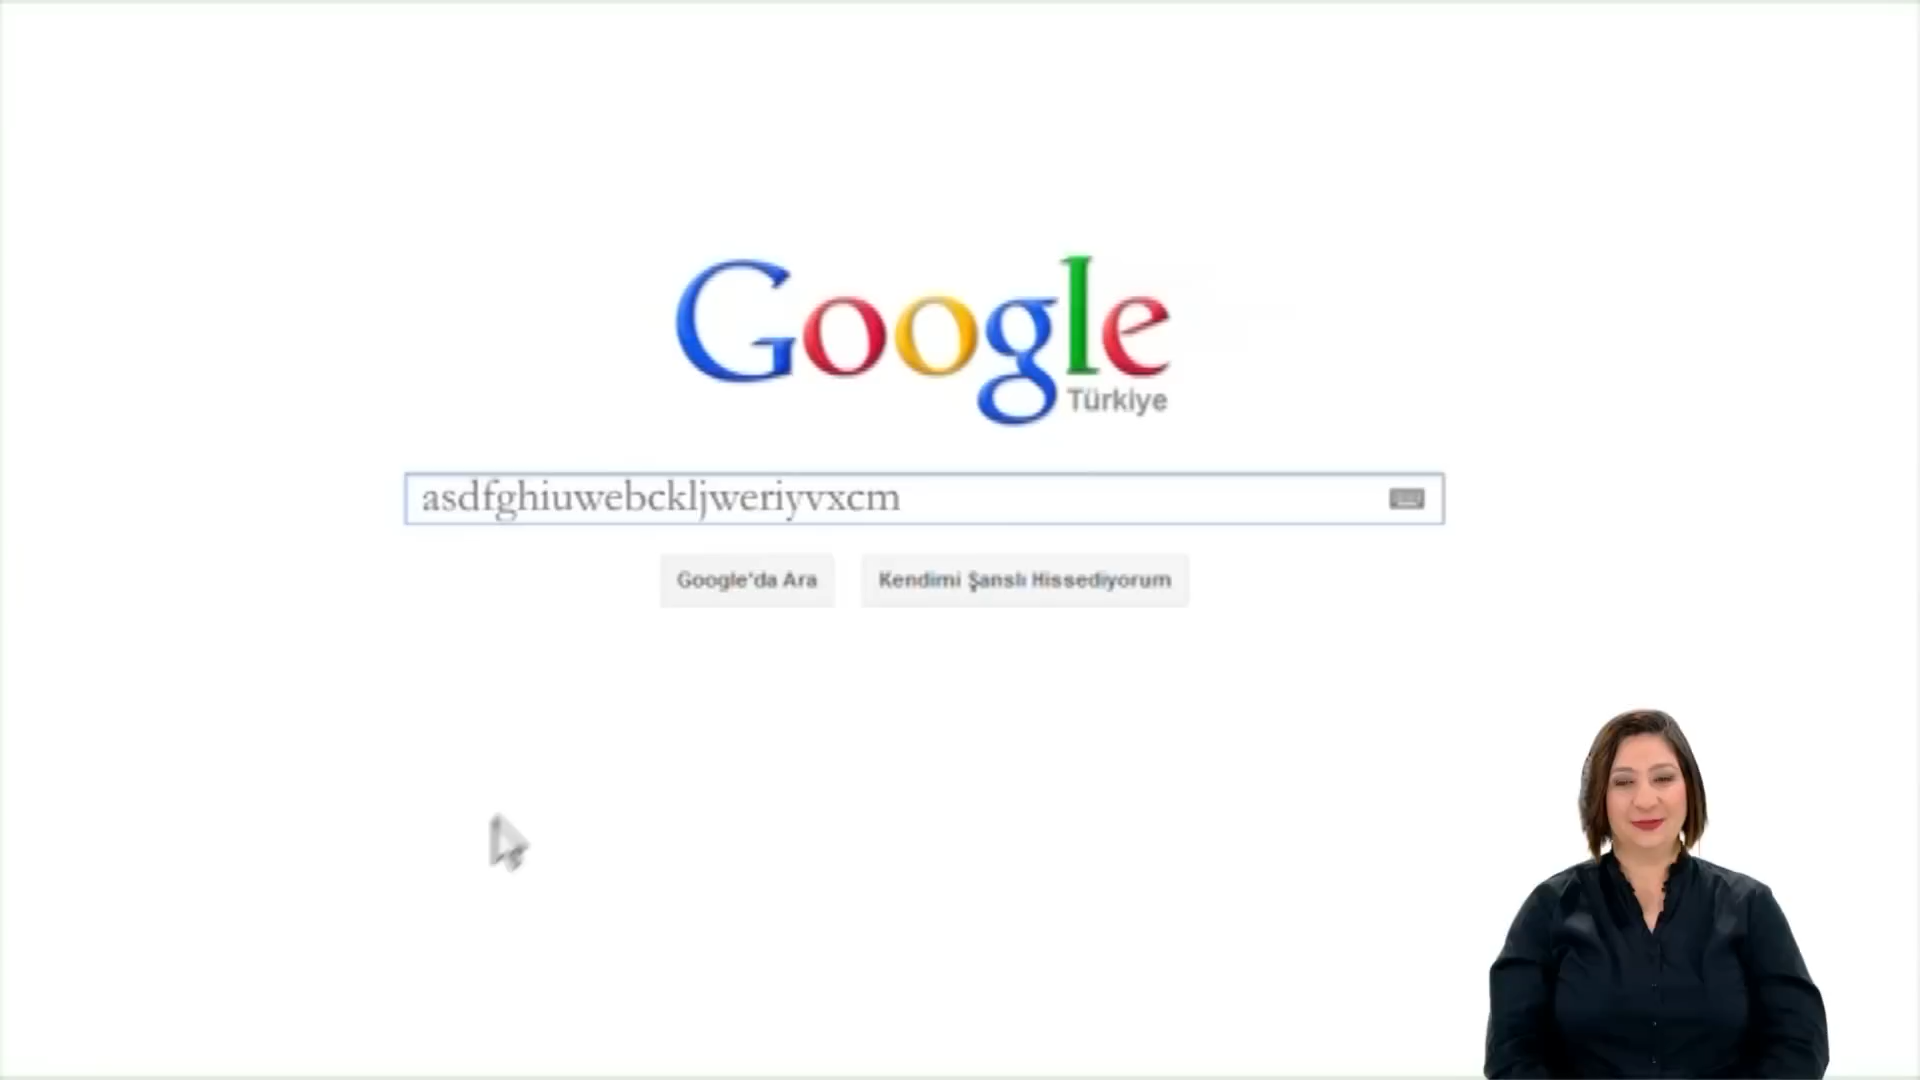 Google
Türkiye
asdfghiuwebckljweriyvxcm
Google'da Ara
Kendimi Şanslı Hissediyorum